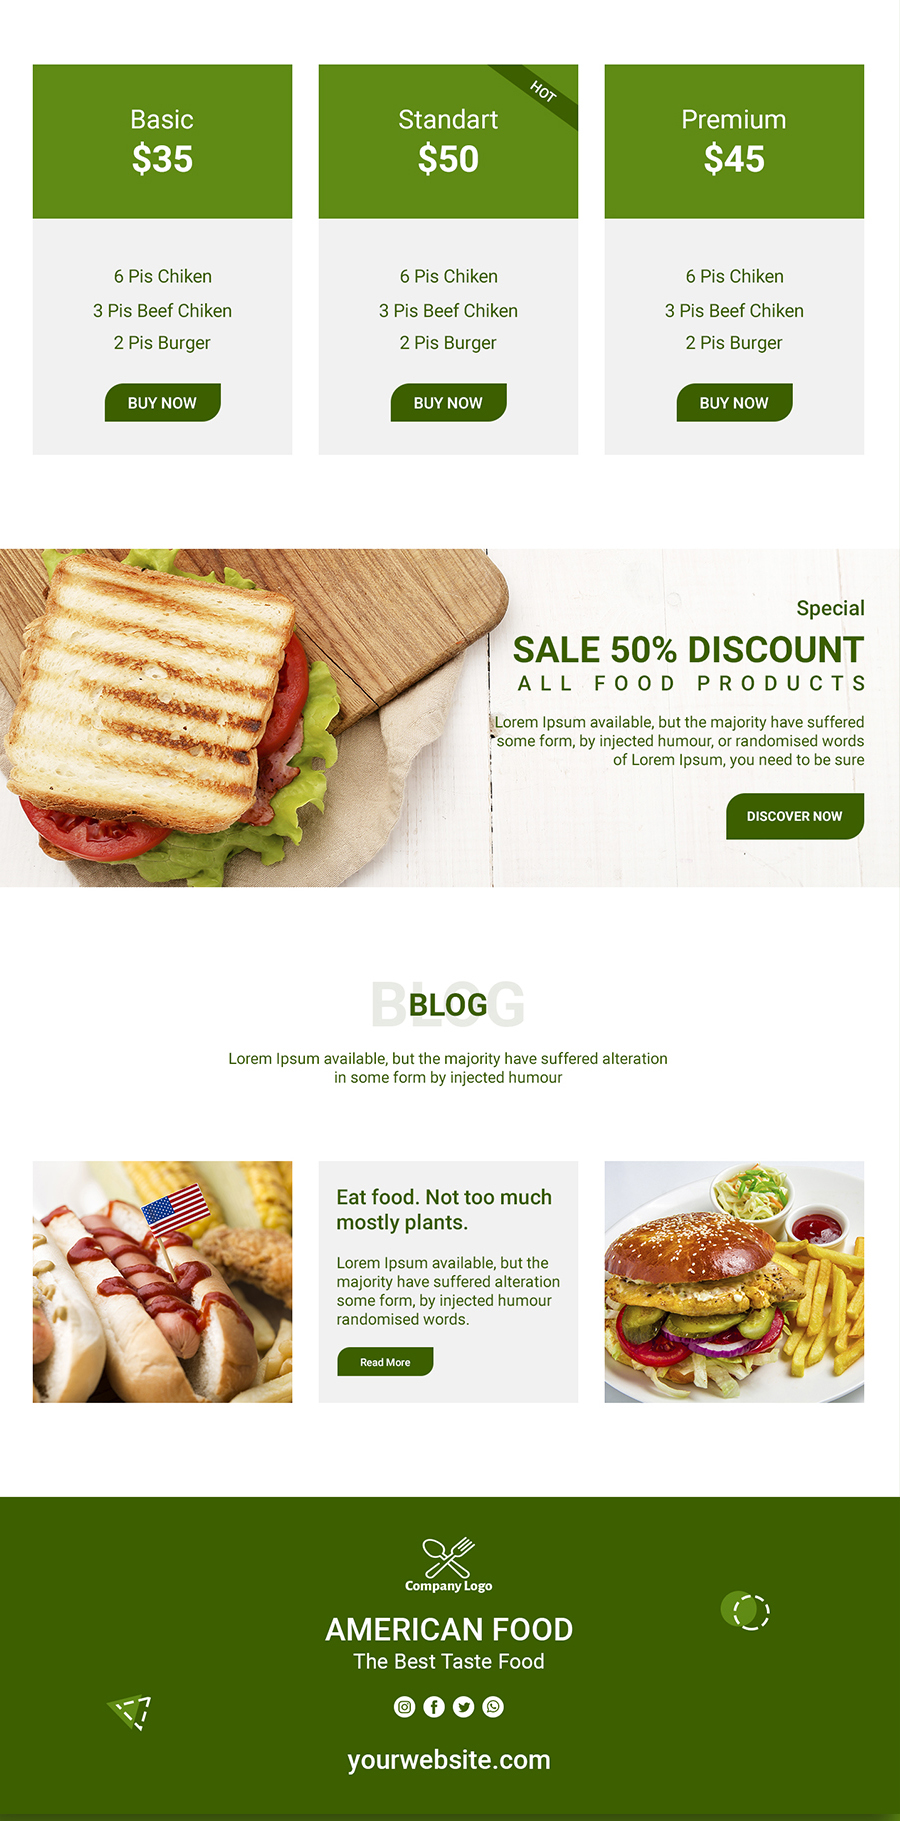 Basic
$35
6 Pis Chiken
3 Pis Beef Chiken
2 Pis Burger
BUY NOW
HOT
Standart
$50
6 Pis Chiken
3 Pis Beef Chiken
2 Pis Burger
BUY NOW
Premium
$45
6 Pis Chiken
3 Pis Beef Chiken
2 Pis Burger
BUY NOW
Special
SALE 50% DISCOUNT
ALL FOOD PRODUCTS
Lorem Ipsum available, but the majority have suffered
some form, by injected humour, or randomised words
of Lorem Ipsum, you need to be sure
DISCOVER NOW
BLOG
BLOG
Lorem Ipsum available, but the majority have suffered alteration
in some form by injected humour
Eat food. Not too much
mostly plants.
Lorem Ipsum available, but the
majority have suffered alteration
some form, by injected humour
randomised words.
Read More
Company Logo
AMERICAN FOOD
The Best Taste Food
yourwebsite.com